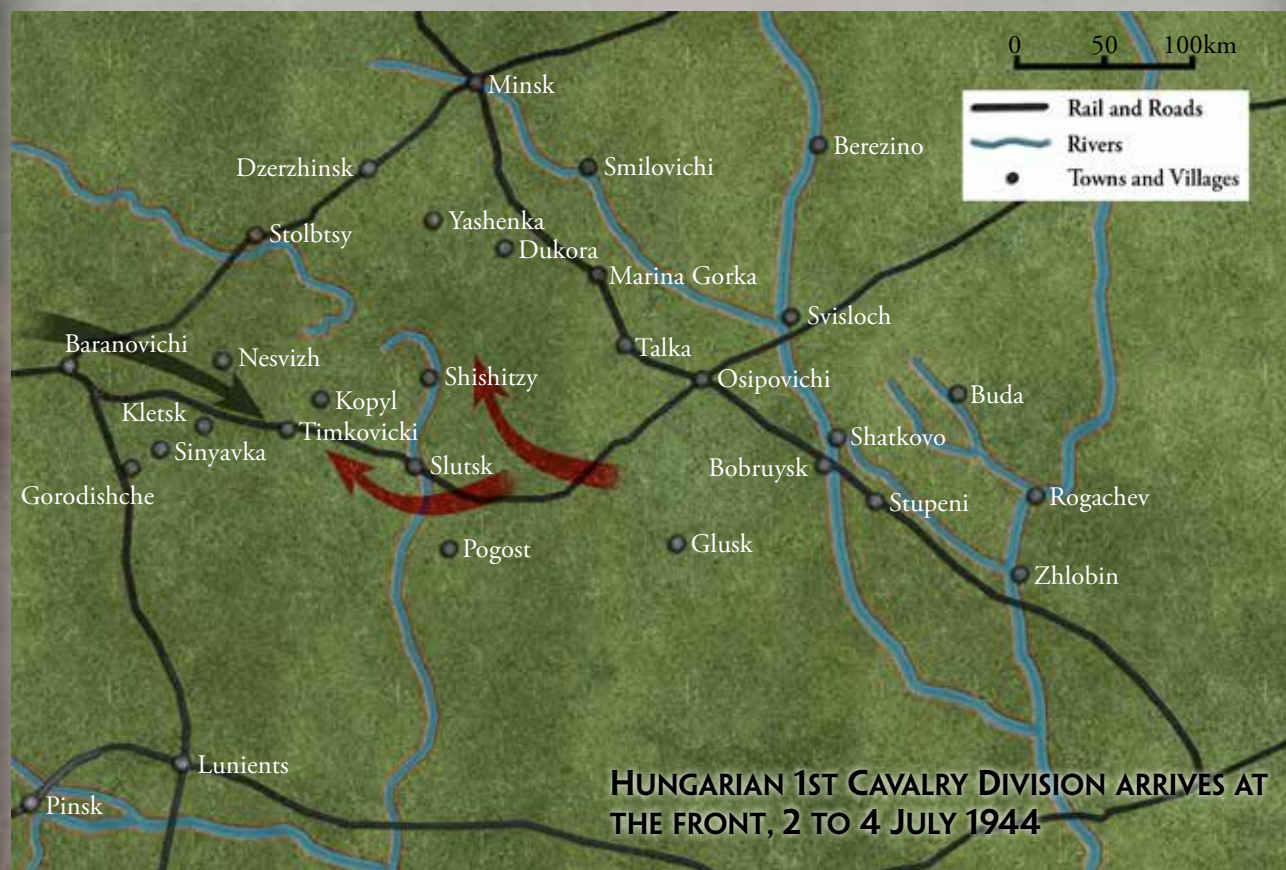 0 50 100km
Rail and Roads
Rivers
Towns and Villages
Minsk
Berezino
Dzerzhinsk
Smilovichi
Yashenka
Stolbtsy
Dukora
Marina Gorka
Svisloch
Baranovichi
Nesvizh
Talka
Shishitzy
Osipovichi
Kopyl
Buda
Kletsk
Timkovicki
Shatkovo
Sinyavka
Slutsk
Bobruysk
Gorodishche
Stupeni
Rogachev
Pogost
Glusk
Zhlobin
Lunients
Pinsk
HUNGARIAN 1ST CAVALRY DIVISION ARRIVES AT
THE FRONT, 2 TO 4 JULY 1944